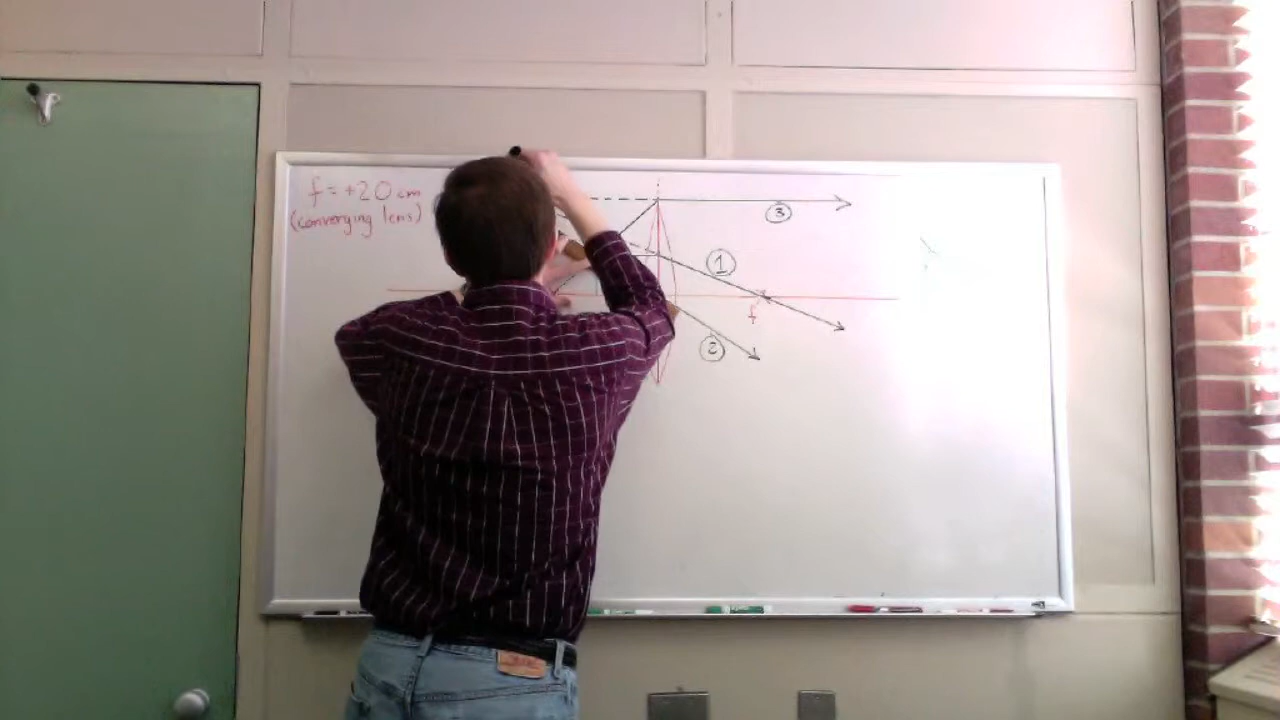 f = +20 cm
(converging lens)
3
1
f
2